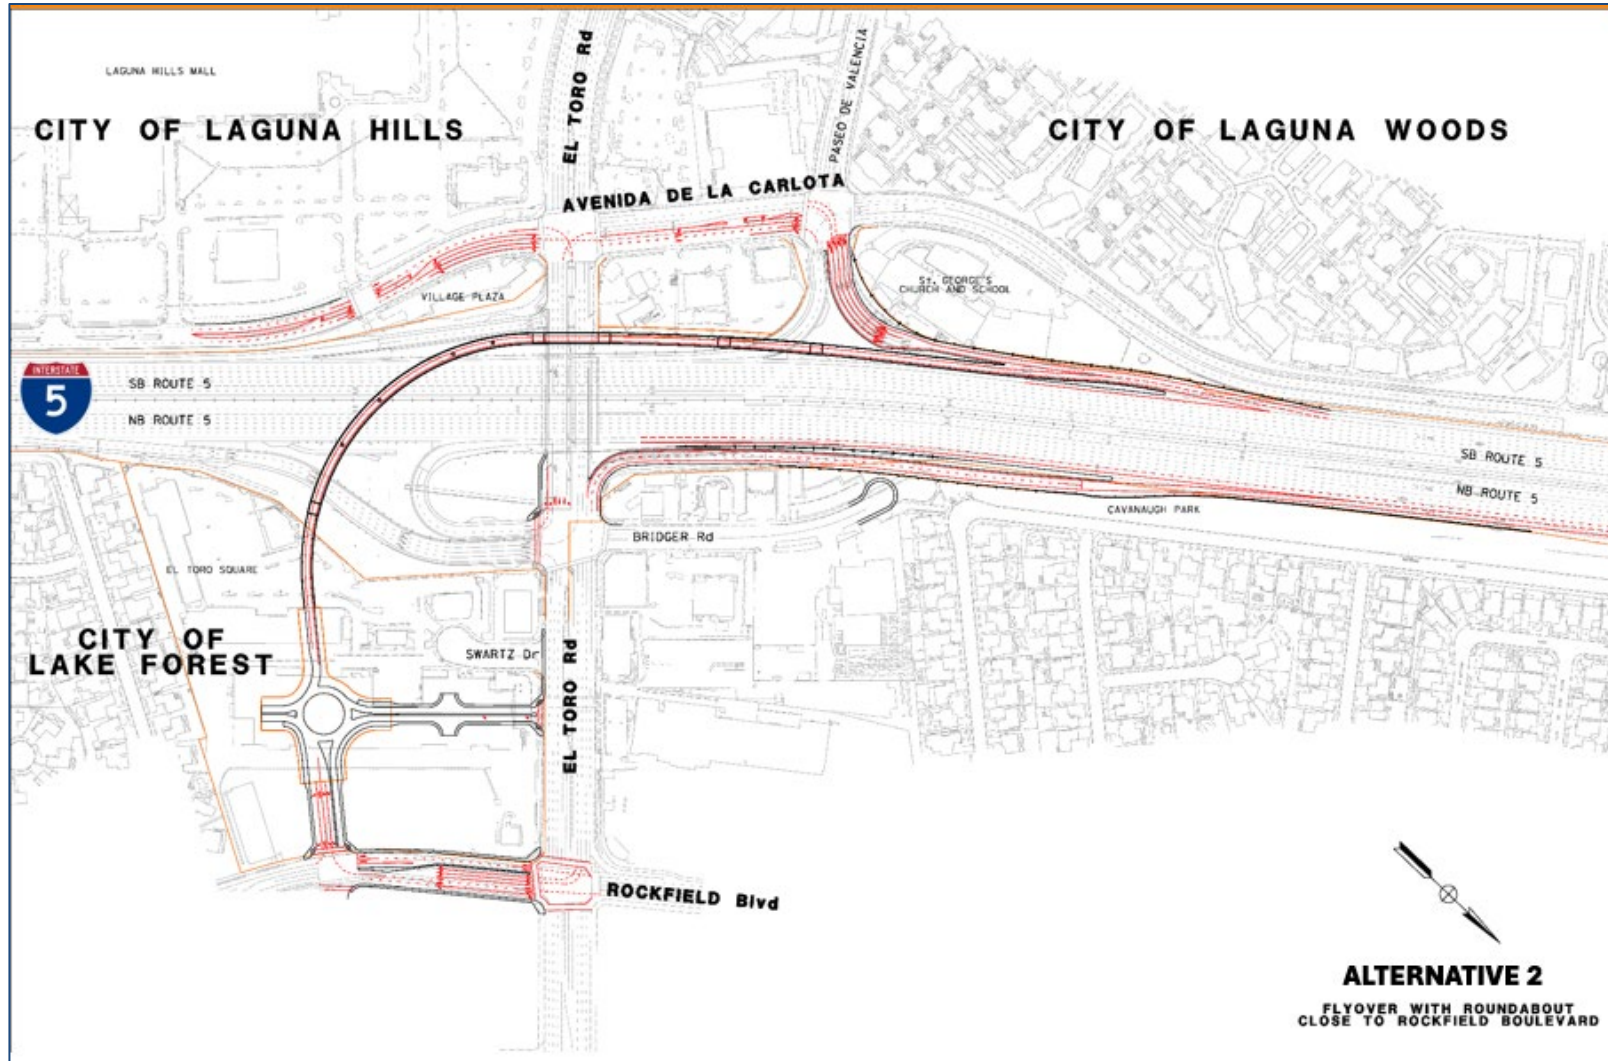 LAGUNA HILLS MALL
CITY OF LAGUNA HILLS
EL TORO Rd
PASEO DE VALENCIA
CITY OF LAGUNA WOODS
AVENIDA DE LA CARLOTA
VILLAGE PLAZA
ST. GEORGE'S
CHURCH AND SCHOOL
INTERSTATE
5
SB ROUTE 5
NB ROUTE 5
SB ROUTE 5
NB ROUTE 5
CAVANAUGH PARK
BRIDGER Rd
EL TORO SQUARE
CITY OF
LAKE FOREST
SWARTZ Dr
EL TORO Rd
ROCKFIELD Blvd
ALTERNATIVE 2
FLYOVER WITH ROUNDABOUT
CLOSE TO ROCKFIELD BOULEVARD